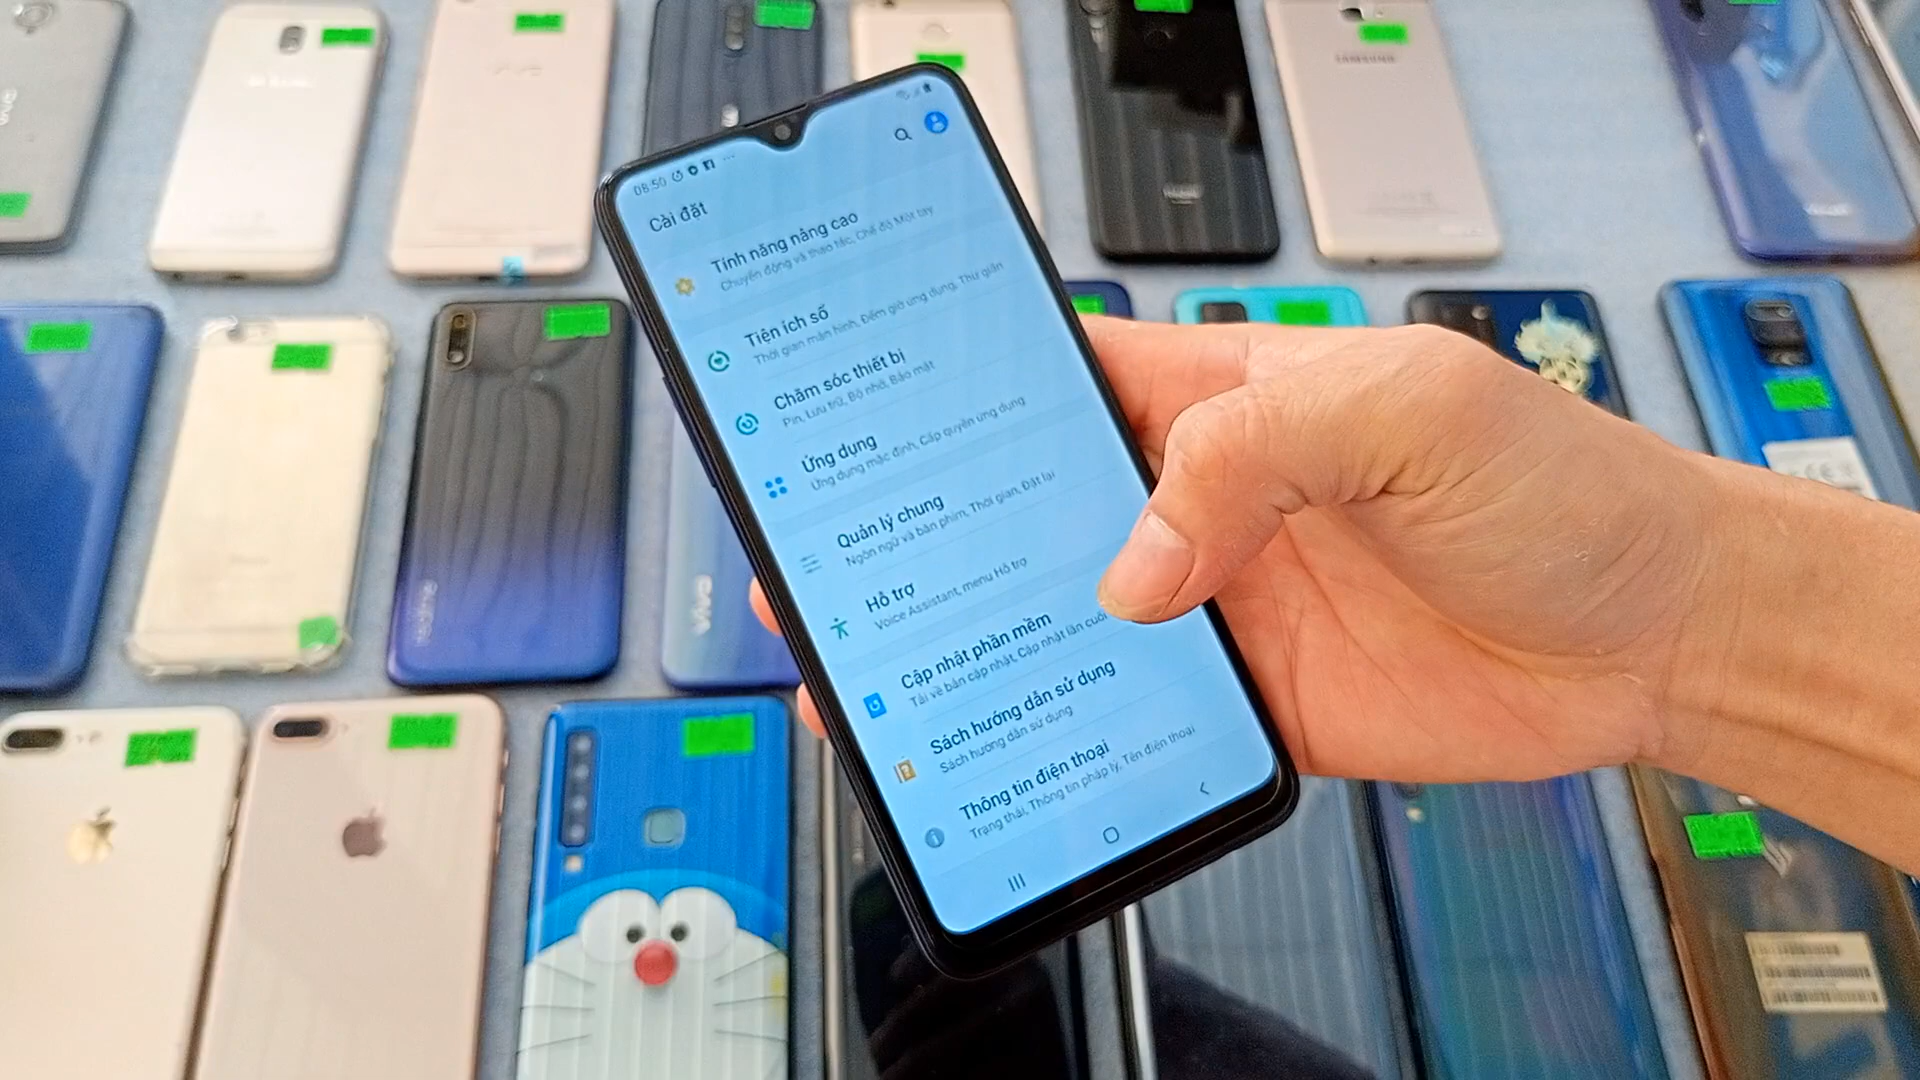 08:50
Cài đặt
Tính năng nâng cao
Chuyển động và thao tác, Chế độ Một tay
Tiện ích số
Thời gian màn hình, Đếm giờ ứng dụng, Thư giãn
Chăm sóc thiết bị
Pin, Lưu trữ, Bộ nhớ, Bảo mật
Ứng dụng
Ứng dụng mặc định, Cấp quyền ứng dụng
Quản lý chung
Ngôn ngữ và bàn phím, Thời gian, Đặt lại
Hỗ trợ
Voice Assistant, menu Hỗ trợ
Cập nhật phần mềm
Tải về bản cập nhật, Cập nhật lần cuối
Sách hướng dẫn sử dụng
Sách hướng dẫn sử dụng
Thông tin điện thoại
Trạng thái, Thông tin pháp lý, Tên điện thoại
SAMSUNG
realme
vivo